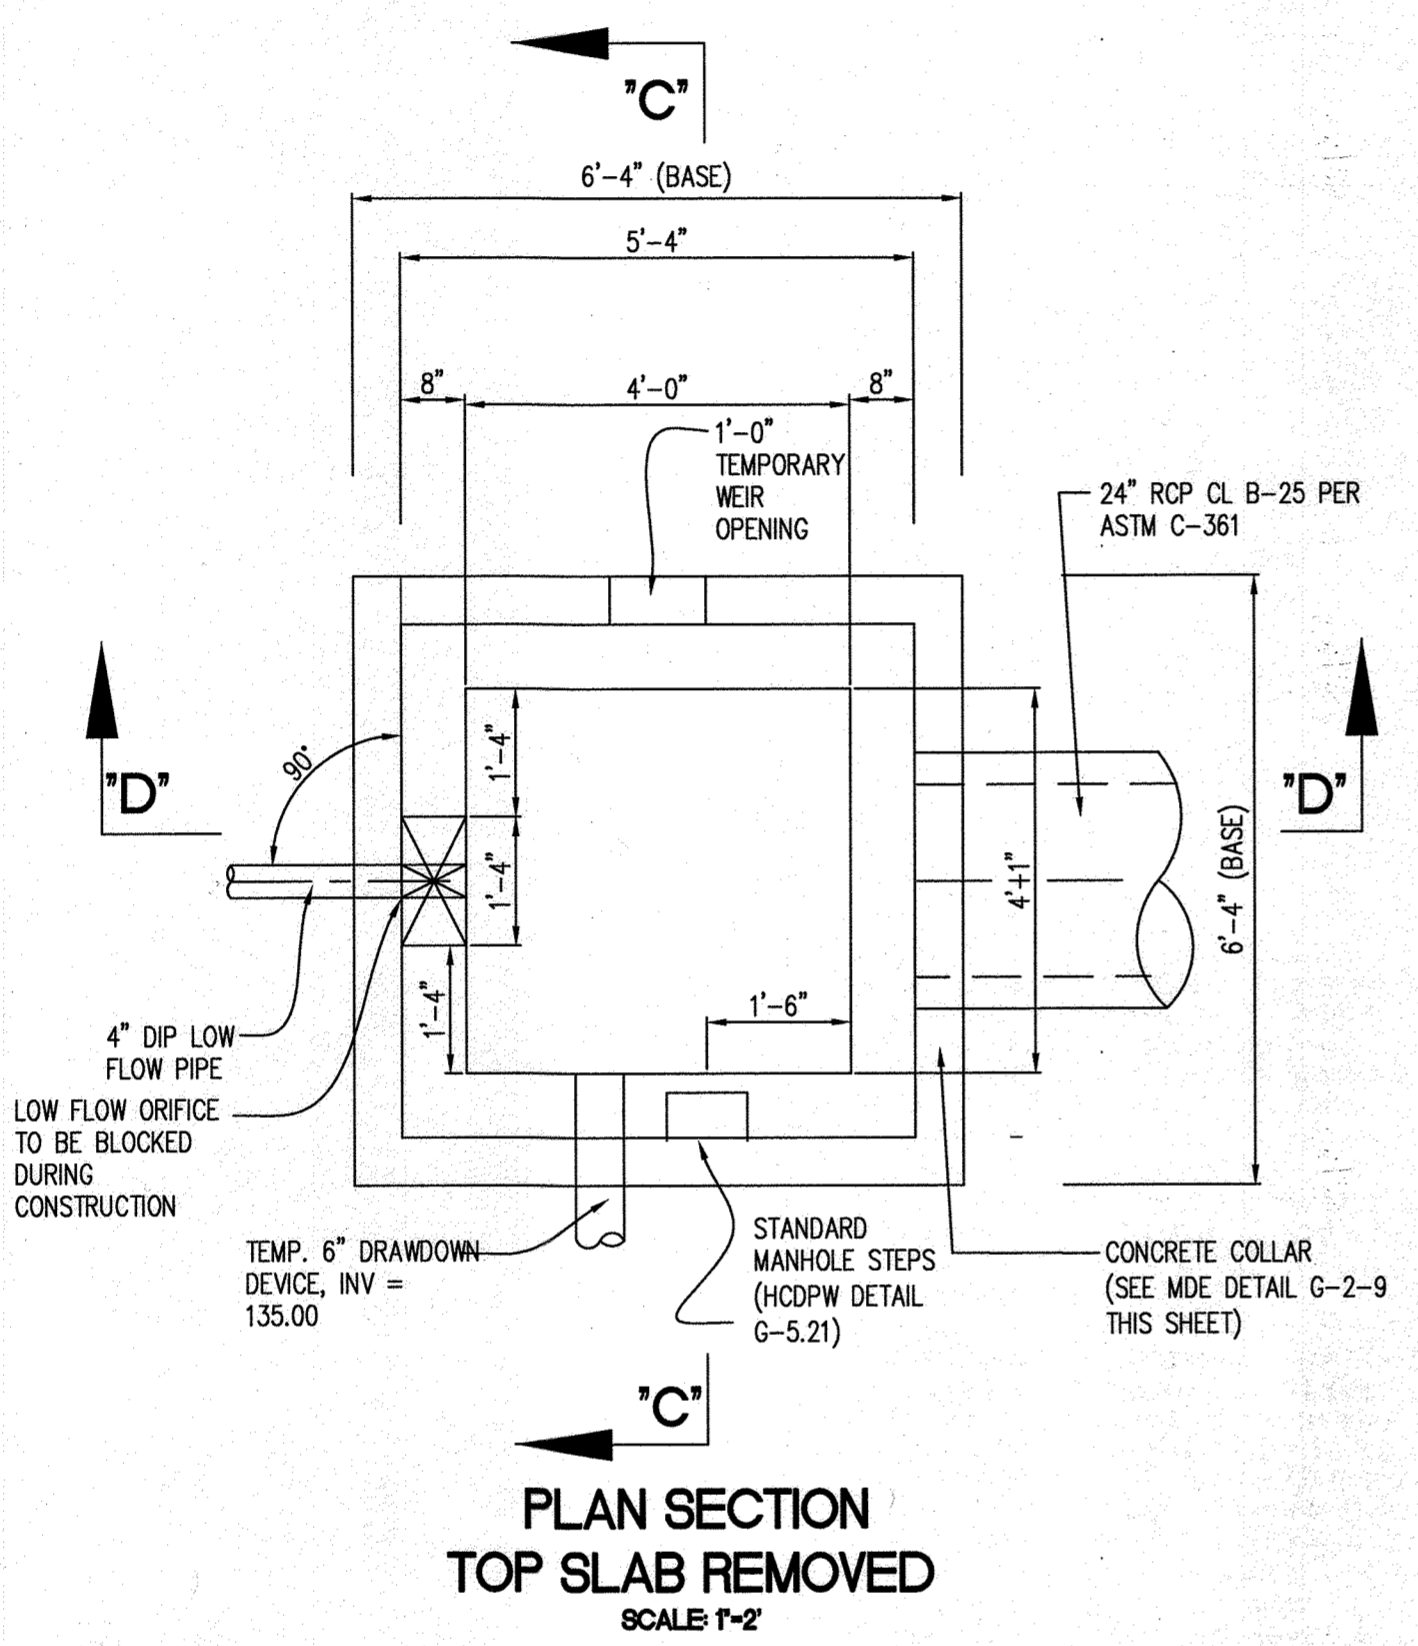 "C"
6'-4" (BASE)
5'-4"
8"
4'-0"
8"
1'-0"
TEMPORARY
WEIR
OPENING
24" RCP CL B-25 PER
ASTM C-361
"D"
90°
1'-4"
1'-4"
1'-4"
1'-6"
4'+1"
6'-4" (BASE)
"D"
4" DIP LOW
FLOW PIPE
LOW FLOW ORIFICE
TO BE BLOCKED
DURING
CONSTRUCTION
TEMP. 6" DRAWDOWN
DEVICE, INV =
135.00
STANDARD
MANHOLE STEPS
(HCDPW DETAIL
G-5.21)
CONCRETE COLLAR
(SEE MDE DETAIL G-2-9
THIS SHEET)
"C"
PLAN SECTION
TOP SLAB REMOVED
SCALE: 1"=2'